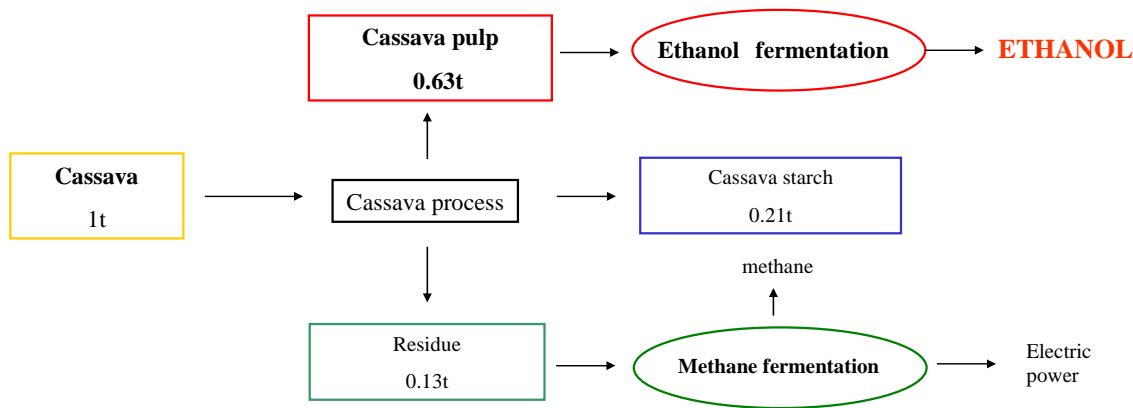 Cassava pulp
0.63t
Ethanol fermentation
ETHANOL
Cassava
1t
Cassava process
Cassava starch
0.21t
methane
Residue
0.13t
Methane fermentation
Electric
power